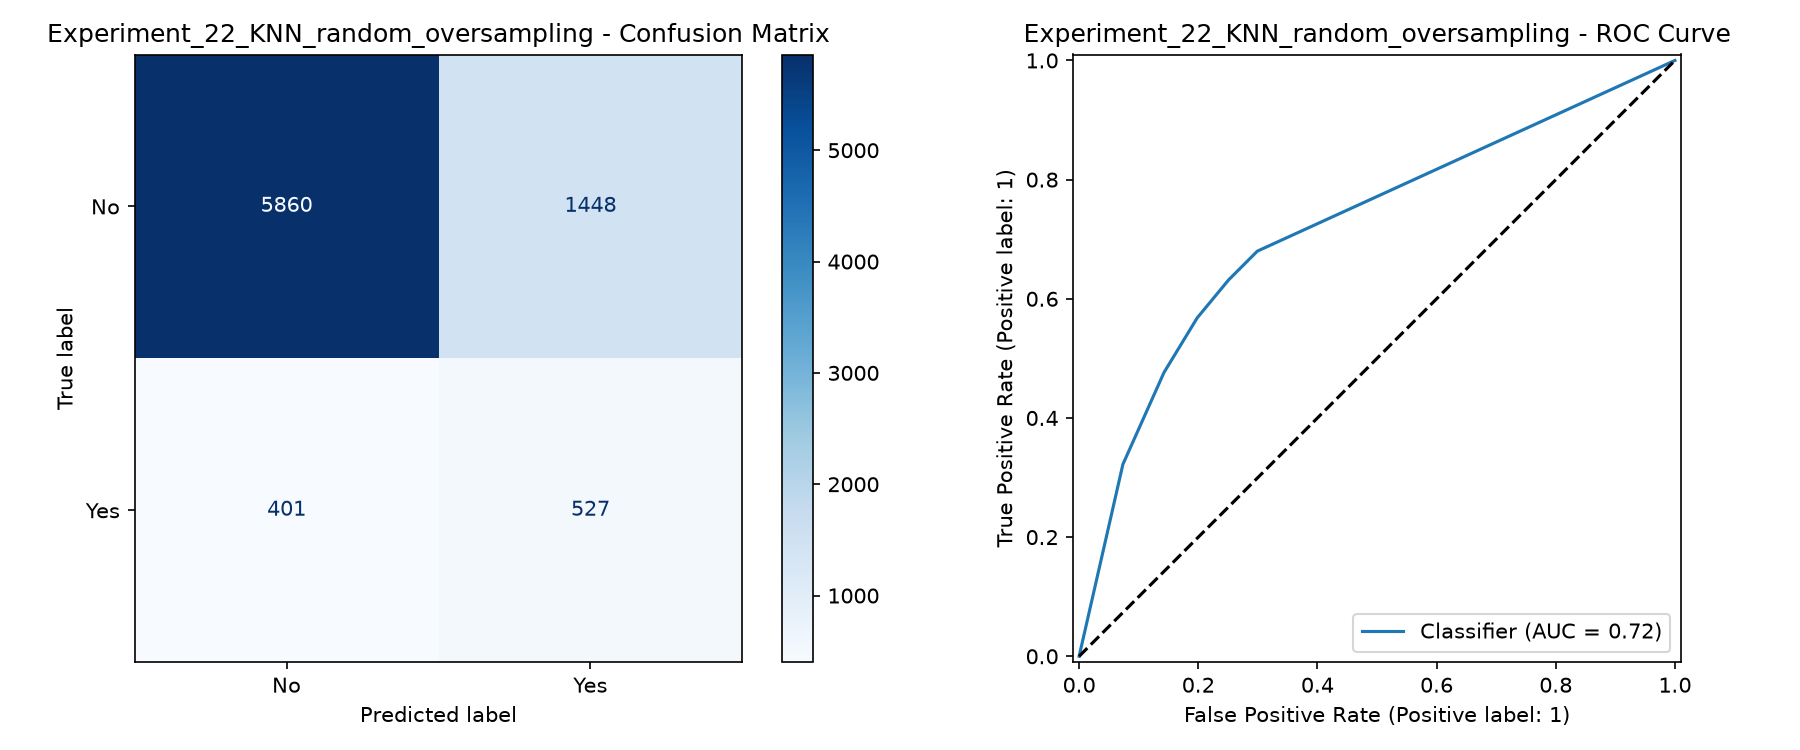 Experiment_22_KNN_random_oversampling - Confusion Matrix
No
Yes
True label
5860
1448
401
527
No
Yes
Predicted label
5000
4000
3000
2000
1000
Experiment_22_KNN_random_oversampling - ROC Curve
True Positive Rate (Positive label: 1)
1.0
0.8
0.6
0.4
0.2
0.0
Classifier (AUC = 0.72)
0.0
0.2
0.4
0.6
0.8
1.0
False Positive Rate (Positive label: 1)